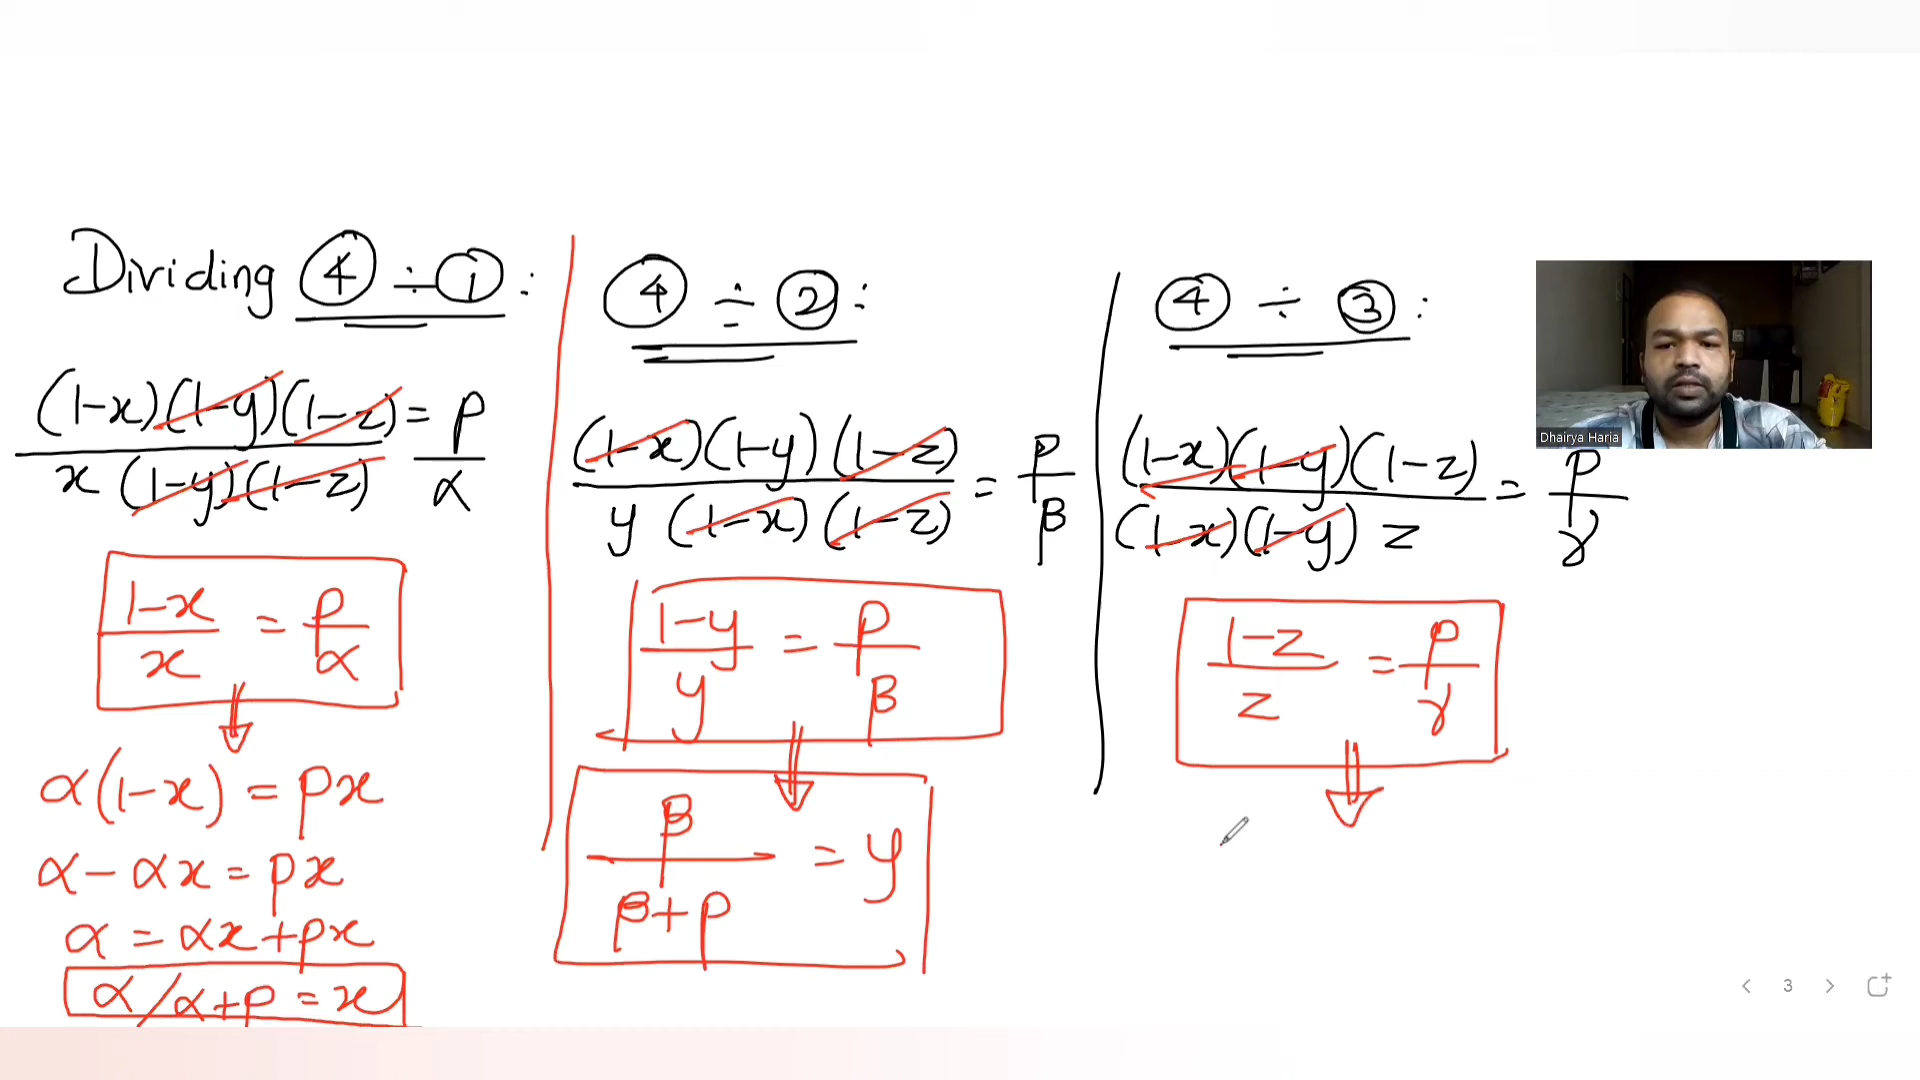 Dividing ④ ÷ ① :
(1-x)(1-y)(1-z) = p
x (1-y)(1-z) α
1-x = p
x α
α(1-x) = px
α - αx = px
α = αx + px
α/α+p = x
④ ÷ ② :
(1-x)(1-y)(1-z) = p
y (1-x)(1-z) β
1-y = p
y β
β = y
β+p
④ ÷ ③ :
(1-x)(1-y)(1-z) = p
(1-x)(1-y) z γ
1-z = p
z γ
Dhairya Haria
3